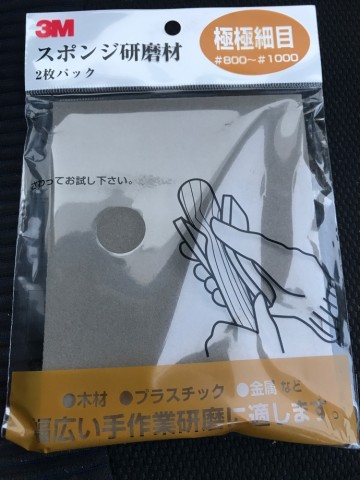 3M
スポンジ研磨材
2枚パック
極極細目
#800〜#1000
さわってお試し下さい。
●木材 ●プラスチック ●金属 など
幅広い手作業研磨に適します。